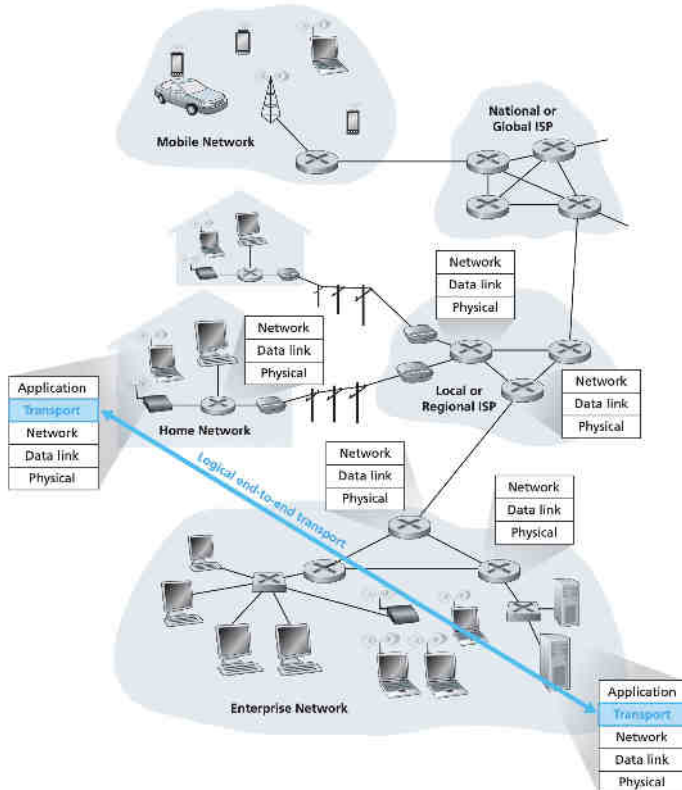 National or
Global ISP
Mobile Network
Network
Data link
Physical
Network
Data link
Physical
Local or
Regional ISP
Network
Data link
Physical
Home Network
Application
Transport
Network
Data link
Physical
Logical end-to-end transport
Network
Data link
Physical
Network
Data link
Physical
Enterprise Network
Application
Transport
Network
Data link
Physical